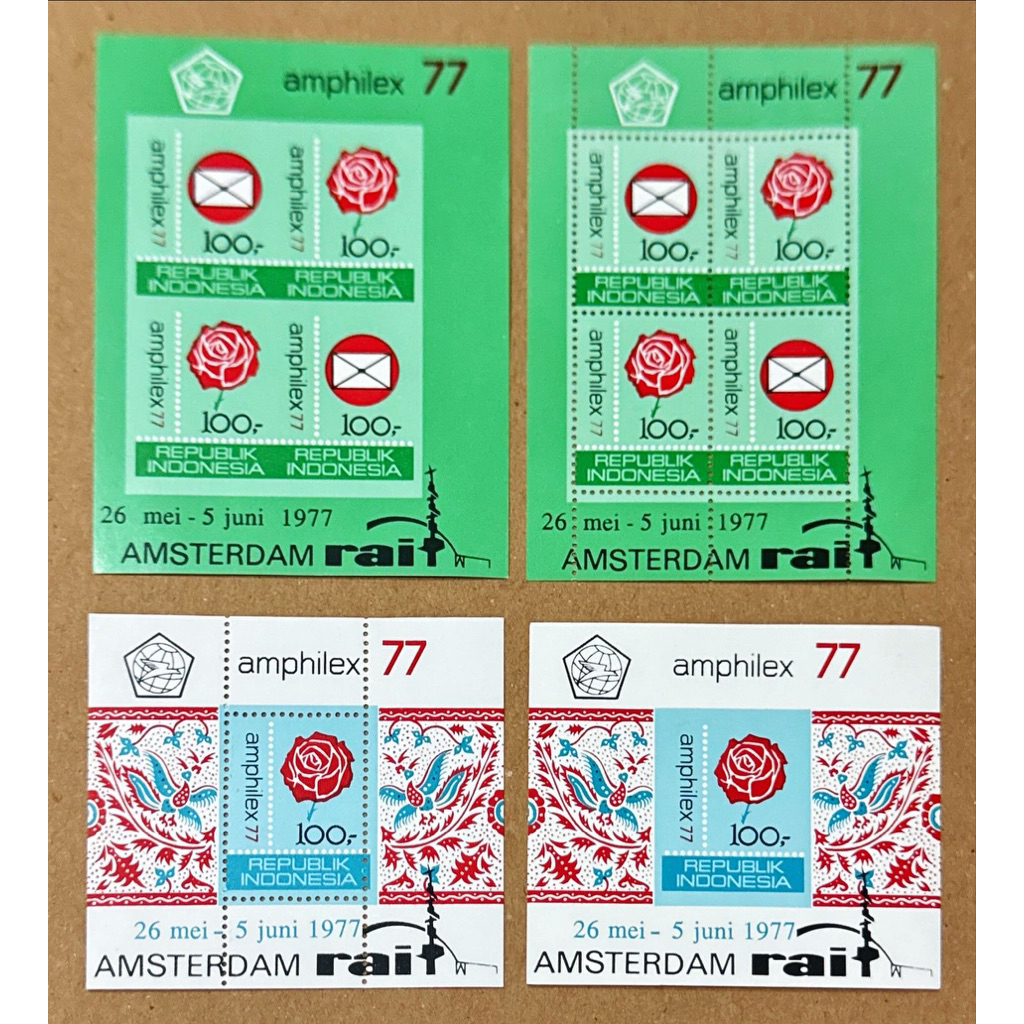 amphilex 77
amphilex 77
100,-
amphilex 77
100,-
REPUBLIK INDONESIA
REPUBLIK INDONESIA
amphilex 77
100,-
amphilex 77
100,-
REPUBLIK INDONESIA
REPUBLIK INDONESIA
26 mei - 5 juni 1977
AMSTERDAM rai
amphilex 77
amphilex 77
100,-
amphilex 77
100,-
REPUBLIK INDONESIA
REPUBLIK INDONESIA
amphilex 77
100,-
amphilex 77
100,-
REPUBLIK INDONESIA
REPUBLIK INDONESIA
26 mei - 5 juni 1977
AMSTERDAM rai
amphilex 77
amphilex 77
100,-
REPUBLIK
INDONESIA
26 mei - 5 juni 1977
AMSTERDAM rai
amphilex 77
amphilex 77
100,-
REPUBLIK
INDONESIA
26 mei - 5 juni 1977
AMSTERDAM rai